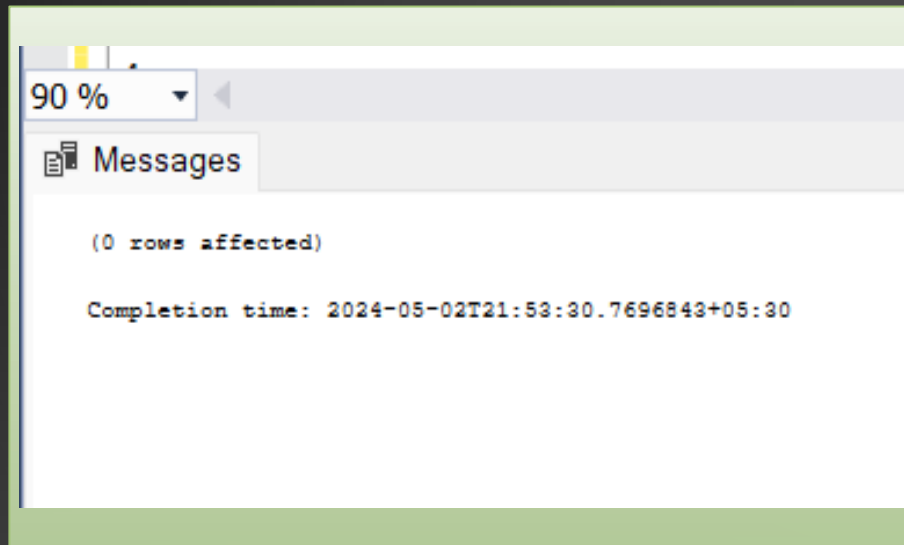 90 %
Messages
(0 rows affected)
Completion time: 2024-05-02T21:53:30.7696843+05:30